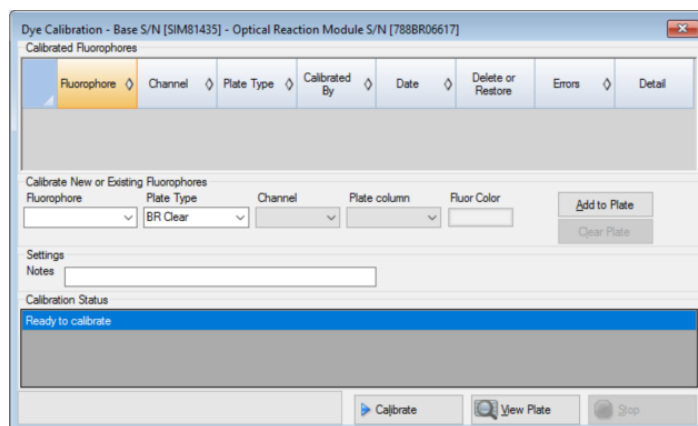 Dye Calibration - Base S/N [SIM81435] - Optical Reaction Module S/N [788BR06617]
Calibrated Fluorophores
Fluorophore Channel Plate Type Calibrated By Date Delete or Restore Errors Detail
Calibrate New or Existing Fluorophores
Fluorophore Plate Type Channel Plate column Fluor Color
BR Clear
Add to Plate
Clear Plate
Settings
Notes
Calibration Status
Ready to calibrate
Calibrate View Plate Stop